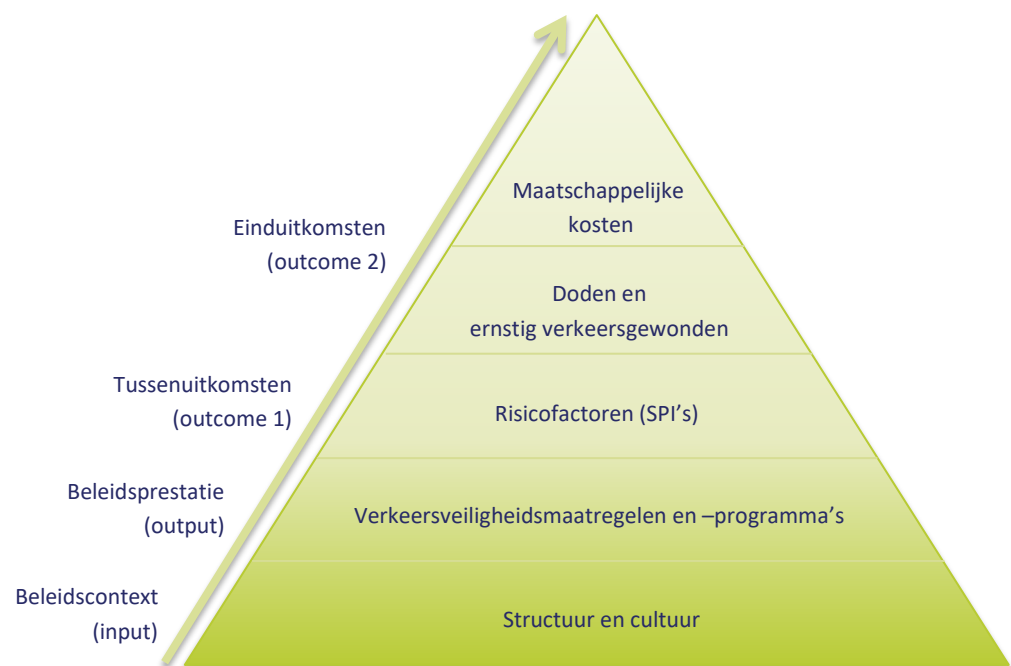 Maatschappelijke
kosten
Einduitkomsten
(outcome 2)
Doden en
ernstig verkeersgewonden
Tussenuitkomsten
(outcome 1)
Risicofactoren (SPI’s)
Beleidsprestatie
(output)
Verkeersveiligheidsmaatregelen en –programma’s
Beleidscontext
(input)
Structuur en cultuur